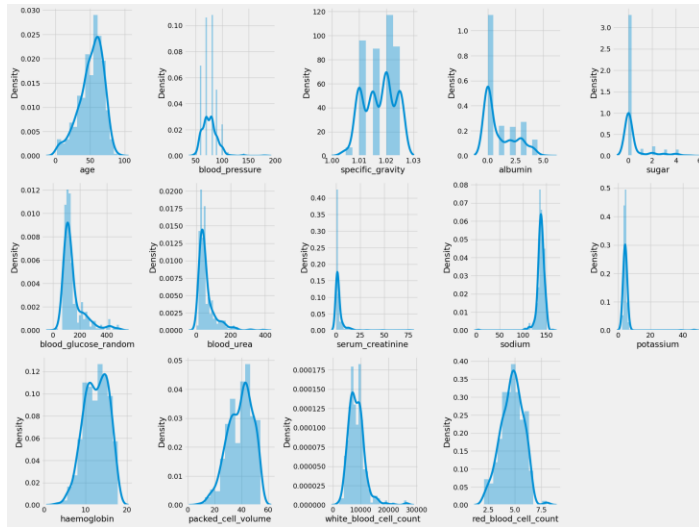 Density
0.030
0.025
0.020
0.015
0.010
0.005
0.000
0 50 100
age
Density
0.10
0.08
0.06
0.04
0.02
0.00
50 100 150 200
blood_pressure
Density
120
100
80
60
40
20
0
1.00 1.01 1.02 1.03
specific_gravity
Density
1.0
0.8
0.6
0.4
0.2
0.0
0.0 2.5 5.0
albumin
Density
3.5
3.0
2.5
2.0
1.5
1.0
0.5
0.0
0 2 4 6
sugar
Density
0.012
0.010
0.008
0.006
0.004
0.002
0.000
0 200 400
blood_glucose_random
Density
0.0200
0.0175
0.0150
0.0125
0.0100
0.0075
0.0050
0.0025
0.0000
0 200 400
blood_urea
Density
0.40
0.35
0.30
0.25
0.20
0.15
0.10
0.05
0.00
0 25 50 75
serum_creatinine
Density
0.08
0.07
0.06
0.05
0.04
0.03
0.02
0.01
0.00
0 50 100 150
sodium
Density
0.5
0.4
0.3
0.2
0.1
0.0
0 20 40
potassium
Density
0.12
0.10
0.08
0.06
0.04
0.02
0.00
0 10 20
haemoglobin
Density
0.05
0.04
0.03
0.02
0.01
0.00
0 20 40 60
packed_cell_volume
Density
0.000175
0.000150
0.000125
0.000100
0.000075
0.000050
0.000025
0.000000
0 10000 20000 30000
white_blood_cell_count
Density
0.40
0.35
0.30
0.25
0.20
0.15
0.10
0.05
0.00
2.5 5.0 7.5
red_blood_cell_count